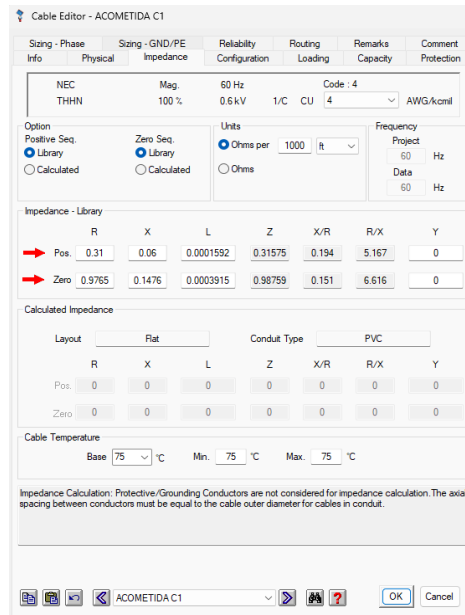 Cable Editor - ACOMETIDA C1
Sizing - Phase Sizing - GND/PE Reliability Routing Remarks Comment
Info Physical Impedance Configuration Loading Capacity Protection
NEC Mag. 60 Hz Code : 4
THHN 100 % 0.6 kV 1/C CU 4 AWG/kcmil
Option Units Frequency
Positive Seq. Zero Seq. Project
Library Library Ohms per 1000 ft 60 Hz
Calculated Calculated Ohms Data
60 Hz
Impedance - Library
R X L Z X/R R/X Y
Pos. 0.31 0.06 0.0001592 0.31575 0.194 5.167 0
Zero 0.9765 0.1476 0.0003915 0.98759 0.151 6.616 0
Calculated Impedance
Layout Flat Conduit Type PVC
R X L Z X/R R/X Y
Pos. 0 0 0 0 0 0 0
Zero 0 0 0 0 0 0 0
Cable Temperature
Base 75 °C Min. 75 °C Max. 75 °C
Impedance Calculation: Protective/Grounding Conductors are not considered for impedance calculation.The axial
spacing between conductors must be equal to the cable outer diameter for cables in conduit.
ACOMETIDA C1 ? OK Cancel